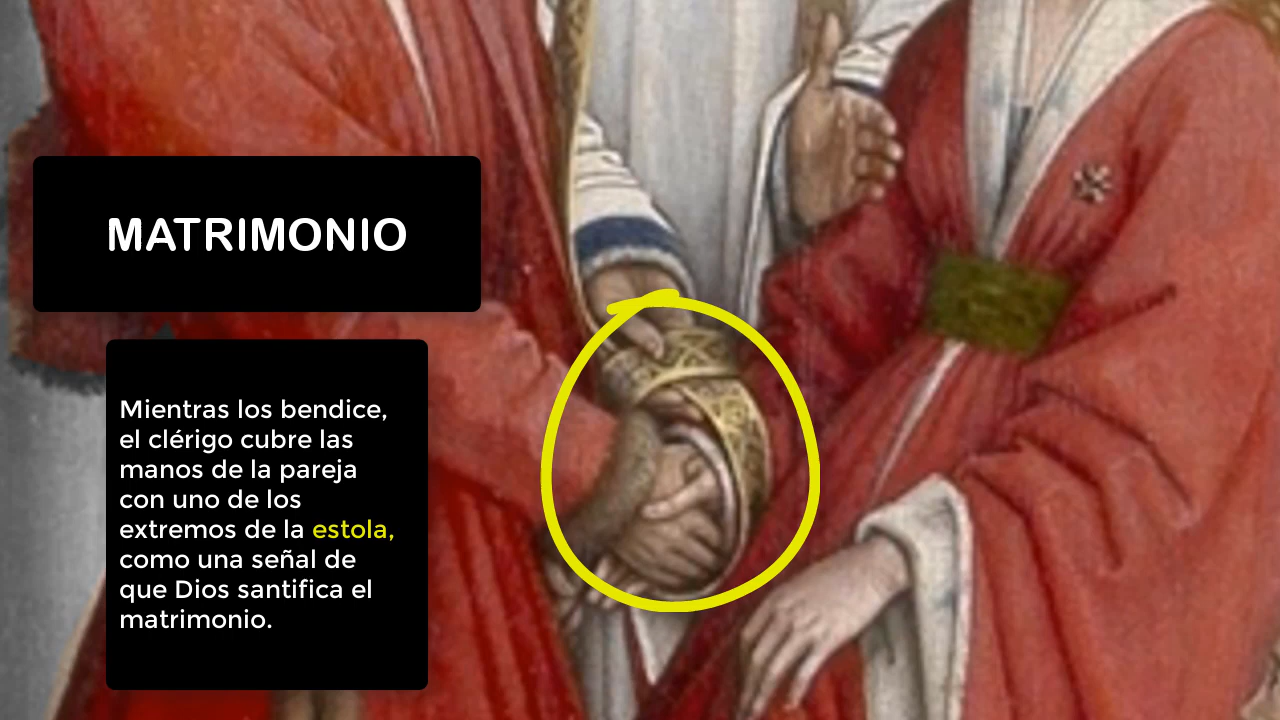 MATRIMONIO
Mientras los bendice,
el clérigo cubre las
manos de la pareja
con uno de los
extremos de la estola,
como una señal de
que Dios santifica el
matrimonio.